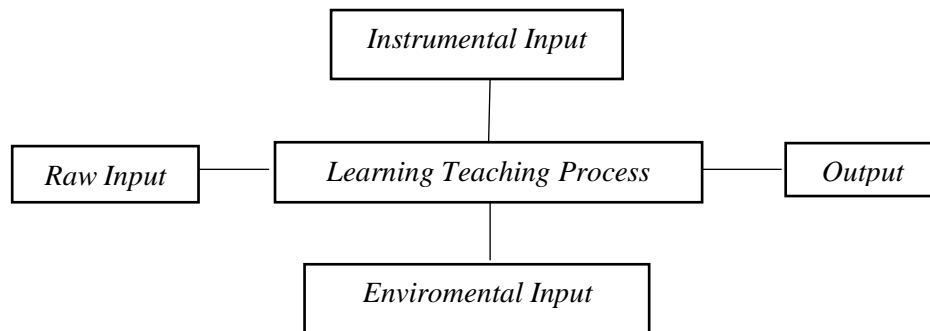 Instrumental Input
Raw Input
Learning Teaching Process
Output
Enviromental Input